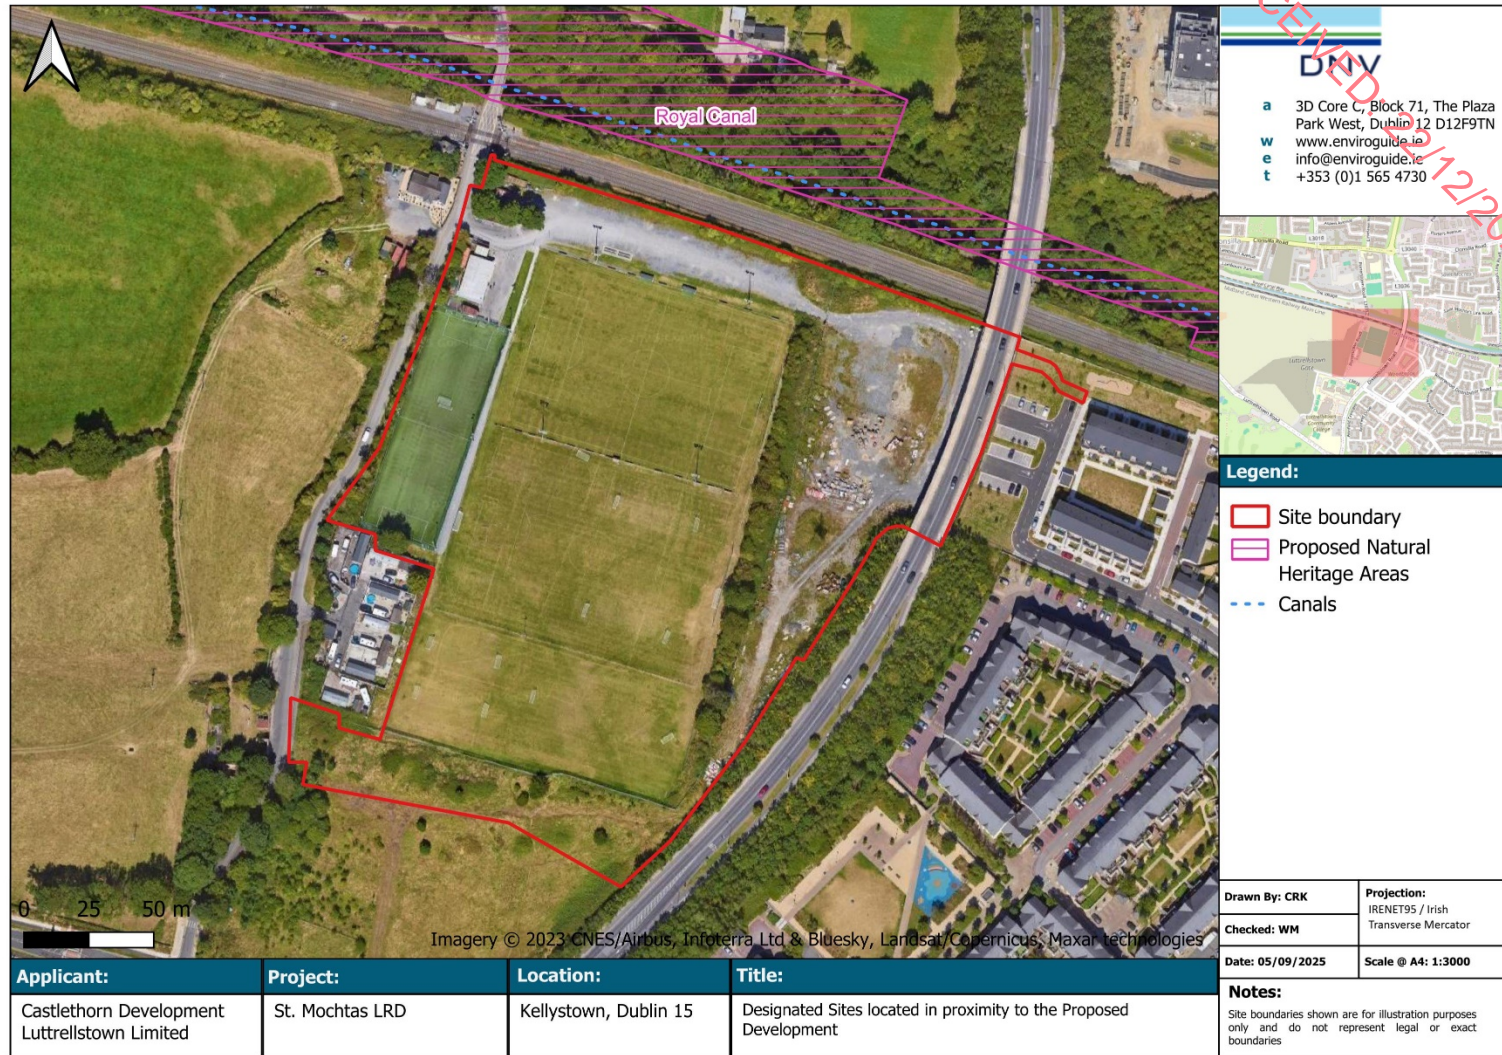 Royal Canal
0 25 50 m
Imagery © 2023 CNES/Airbus, Infoterra Ltd & Bluesky, Landsat/Copernicus, Maxar technologies
DNV
a 3D Core C, Block 71, The Plaza
Park West, Dublin 12 D12F9TN
w www.enviroguide.ie
e info@enviroguide.ie
t +353 (0)1 565 4730
Legend:
Site boundary
Proposed Natural
Heritage Areas
Canals
Drawn By: CRK
Checked: WM
Date: 05/09/2025
Projection:
IRENET95 / Irish
Transverse Mercator
Scale @ A4: 1:3000
Notes:
Site boundaries shown are for illustration purposes
only and do not represent legal or exact
boundaries
Applicant:
Castlethorn Development
Luttrellstown Limited
Project:
St. Mochtas LRD
Location:
Kellystown, Dublin 15
Title:
Designated Sites located in proximity to the Proposed
Development